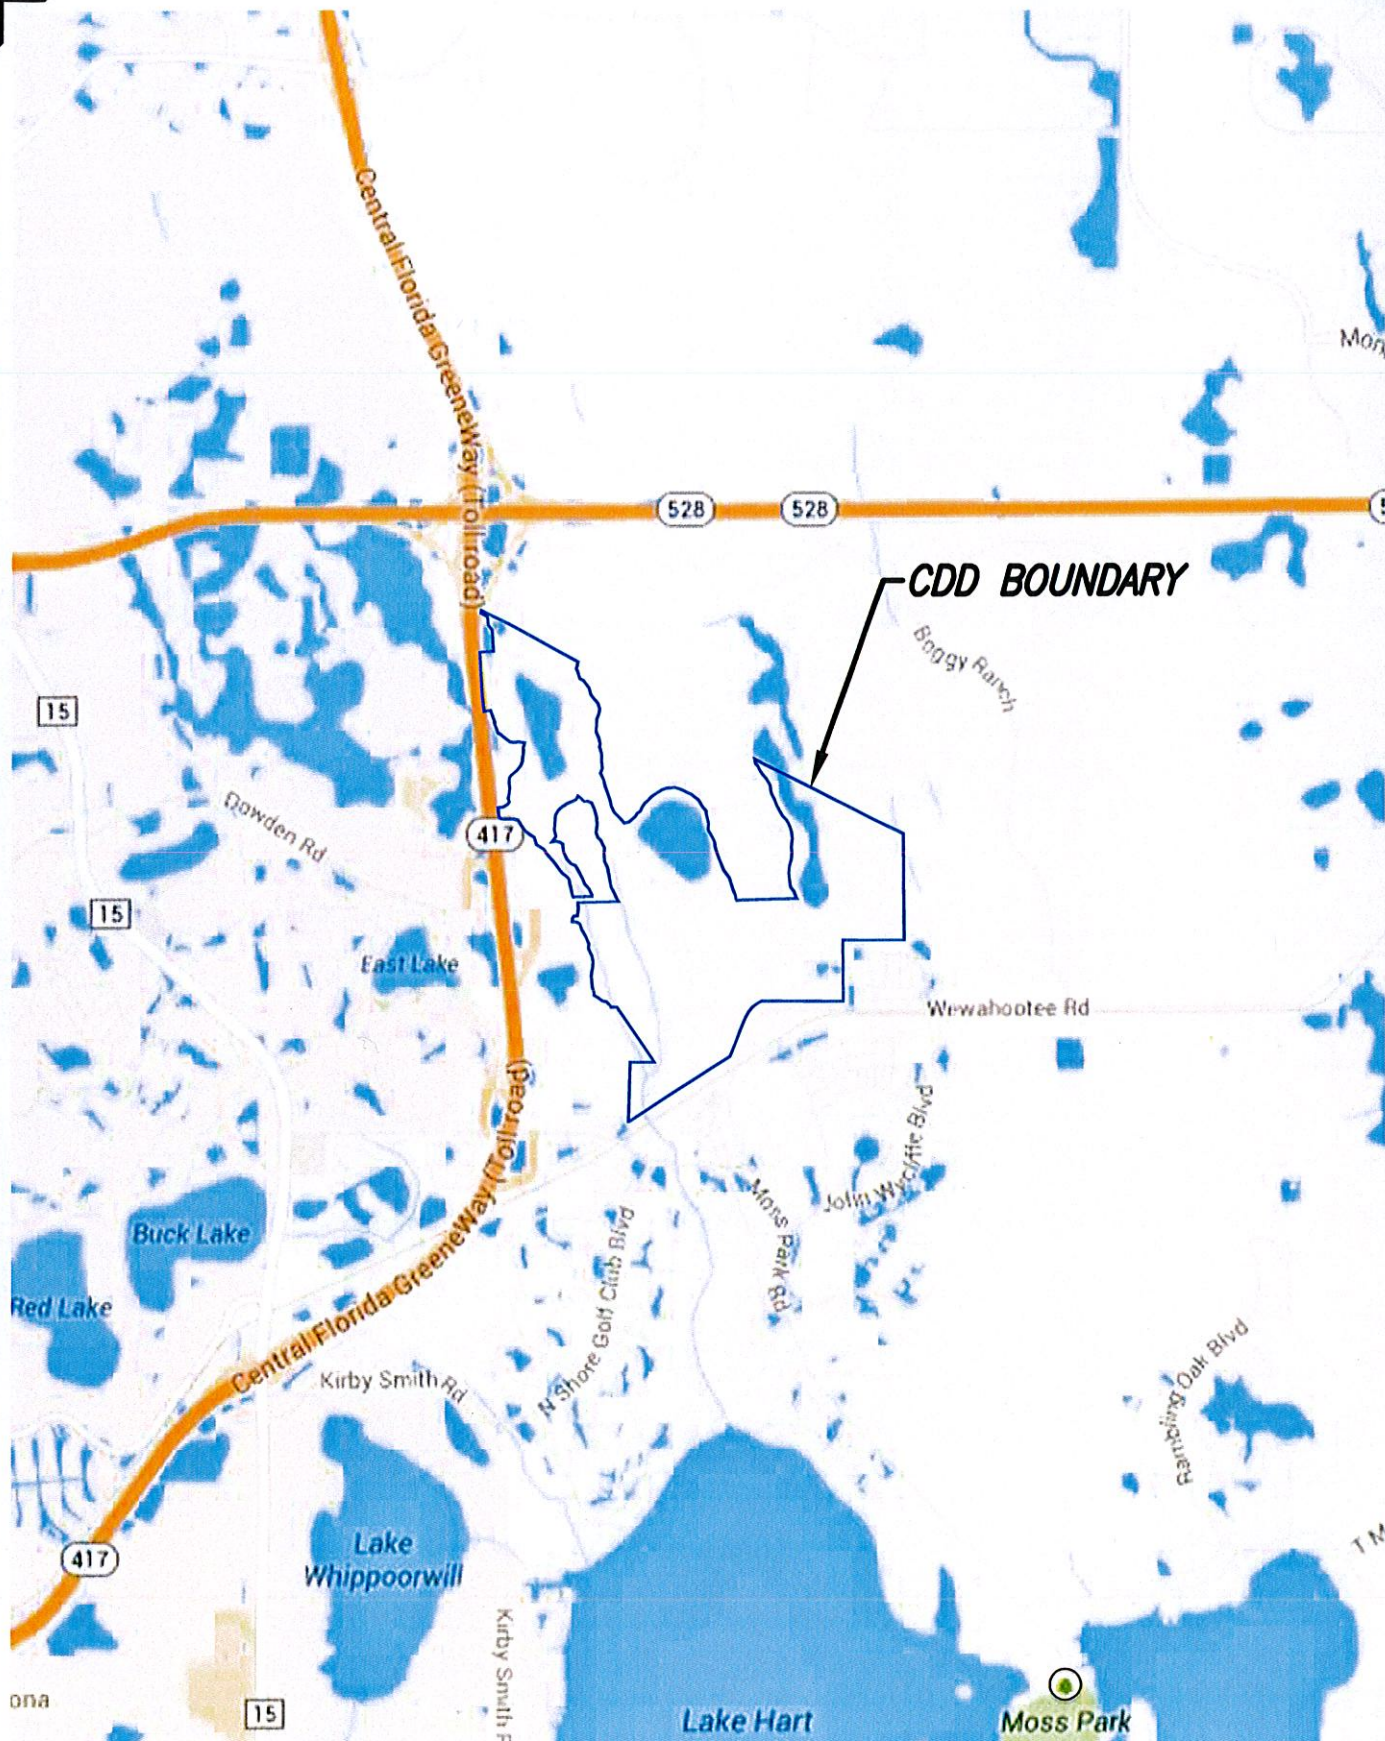 Central Florida GreeneWay (Toll road)
528
528
CDD BOUNDARY
Boggy Ranch
15
Dowden Rd
417
15
East Lake
Wewahootee Rd
John Wycliffe Blvd
Mons Park Rd
Buck Lake
N Shore Golf Club Blvd
Red Lake
Central Florida GreeneWay (Toll road)
Kirby Smith Rd
Rambling Oak Blvd
417
Lake
Whippoorwill
Kirby Smith R
T M
ona
15
Lake Hart
Moss Park